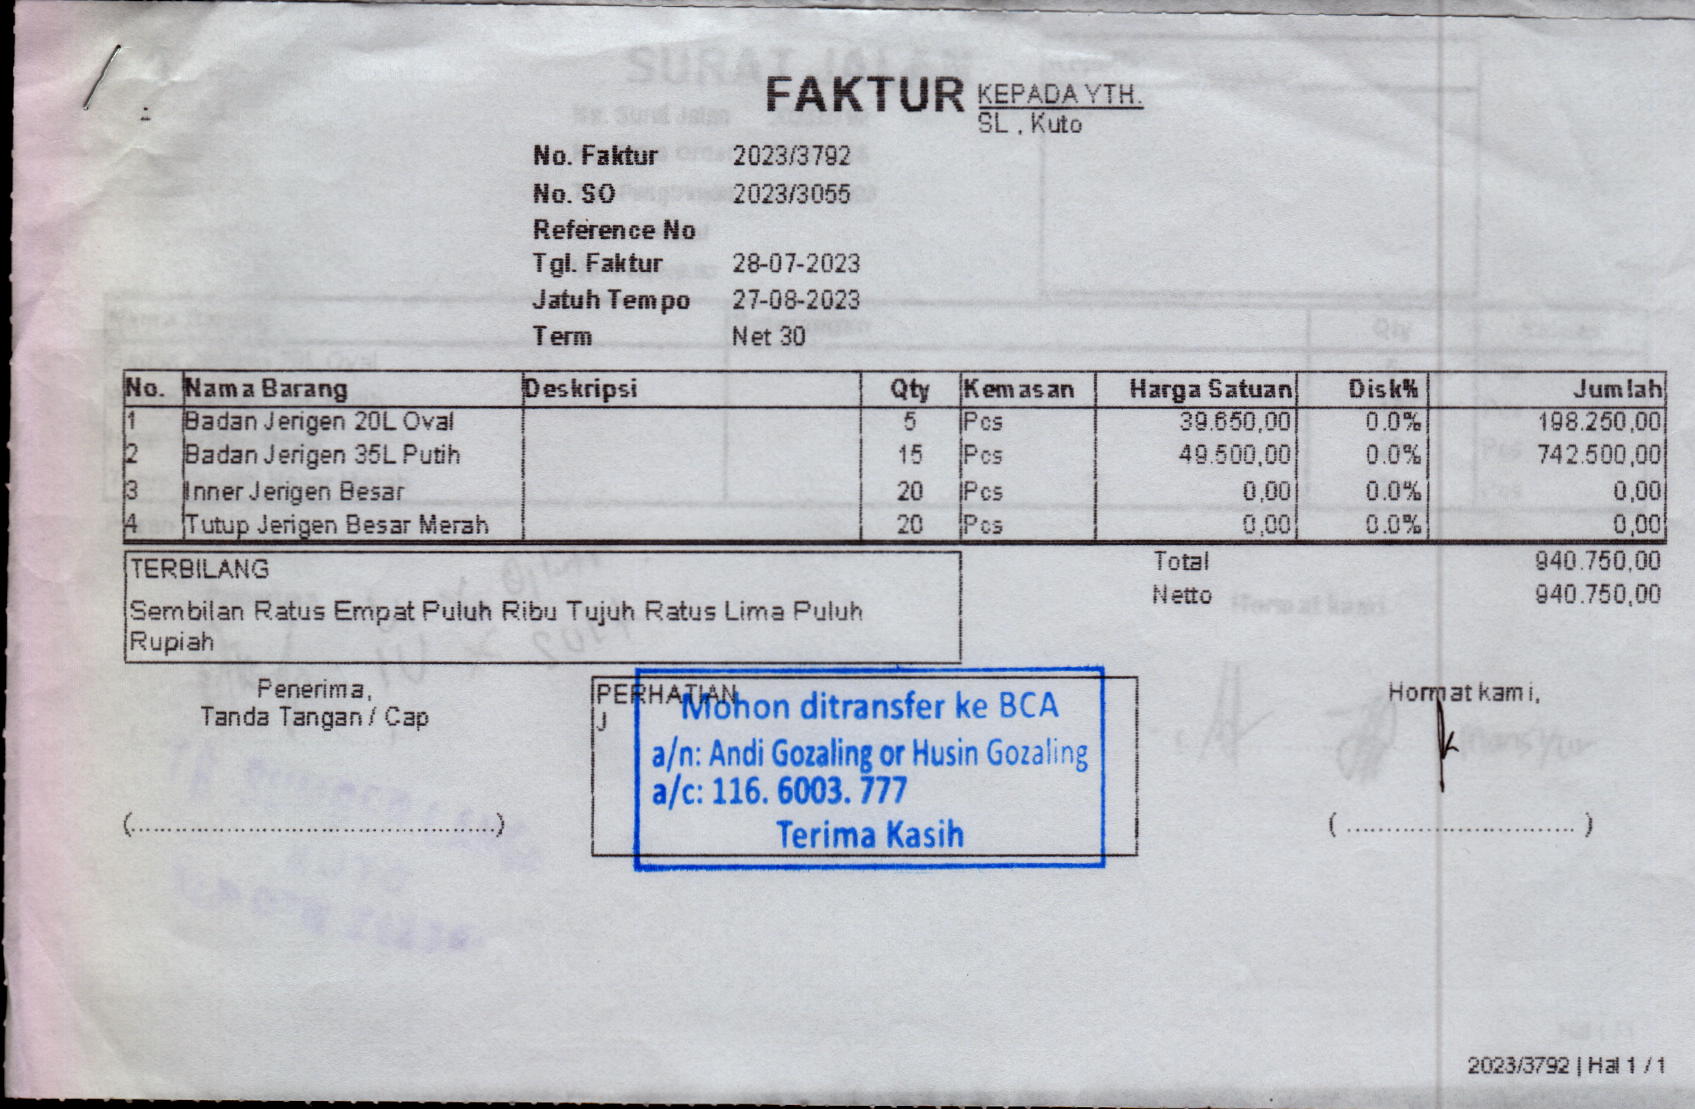 FAKTUR
KEPADA YTH.
SL , Kuto
No. Faktur 2023/3792
No. SO 2023/3055
Reference No
Tgl. Faktur 28-07-2023
Jatuh Tempo 27-08-2023
Term Net 30
No. Nama Barang Deskripsi Qty Kemasan Harga Satuan Disk% Jumlah
1 Badan Jerigen 20L Oval 5 Pcs 39.650,00 0.0% 198.250,00
2 Badan Jerigen 35L Putih 15 Pcs 49.500,00 0.0% 742.500,00
3 Inner Jerigen Besar 20 Pcs 0,00 0.0% 0,00
4 Tutup Jerigen Besar Merah 20 Pcs 0,00 0.0% 0,00
Total 940.750,00
Netto 940.750,00
TERBILANG
Sembilan Ratus Empat Puluh Ribu Tujuh Ratus Lima Puluh
Rupiah
Penerima,
Tanda Tangan / Cap
PERHATIAN
J
Mohon ditransfer ke BCA
a/n: Andi Gozaling or Husin Gozaling
a/c: 116. 6003. 777
Terima Kasih
Hormat kami,
(..............................................)
( ............................. )
2023/3792 | Hal 1 / 1